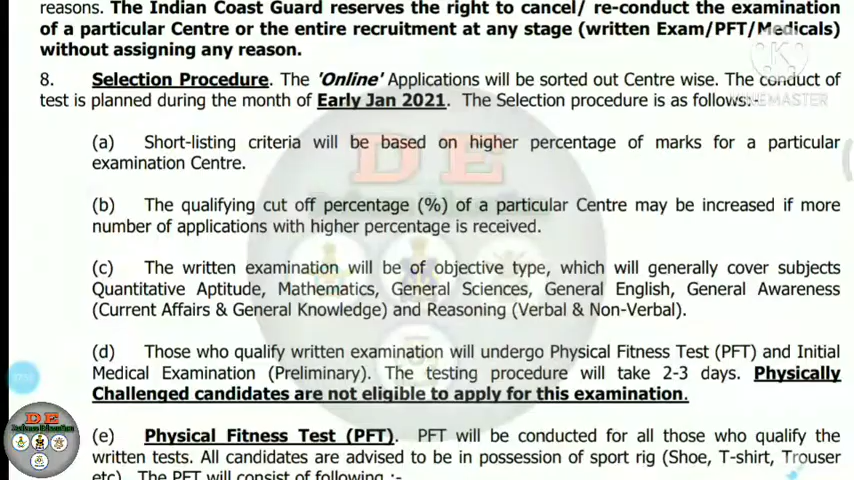 reasons. The Indian Coast Guard reserves the right to cancel/ re-conduct the examination
of a particular Centre or the entire recruitment at any stage (written Exam/PFT/Medicals)
without assigning any reason.
8. Selection Procedure. The 'Online' Applications will be sorted out Centre wise. The conduct of
test is planned during the month of Early Jan 2021. The Selection procedure is as follows:-
KINEMASTER
(a) Short-listing criteria will be based on higher percentage of marks for a particular
examination Centre.
DE
(b) The qualifying cut off percentage (%) of a particular Centre may be increased if more
number of applications with higher percentage is received.
(c) The written examination will be of objective type, which will generally cover subjects
Quantitative Aptitude, Mathematics, General Sciences, General English, General Awareness
(Current Affairs & General Knowledge) and Reasoning (Verbal & Non-Verbal).
(d) Those who qualify written examination will undergo Physical Fitness Test (PFT) and Initial
Medical Examination (Preliminary). The testing procedure will take 2-3 days. Physically
Challenged candidates are not eligible to apply for this examination.
DE
(e) Physical Fitness Test (PFT). PFT will be conducted for all those who qualify the
written tests. All candidates are advised to be in possession of sport rig (Shoe, T-shirt, Trouser
etc). The PFT will consist of following :-